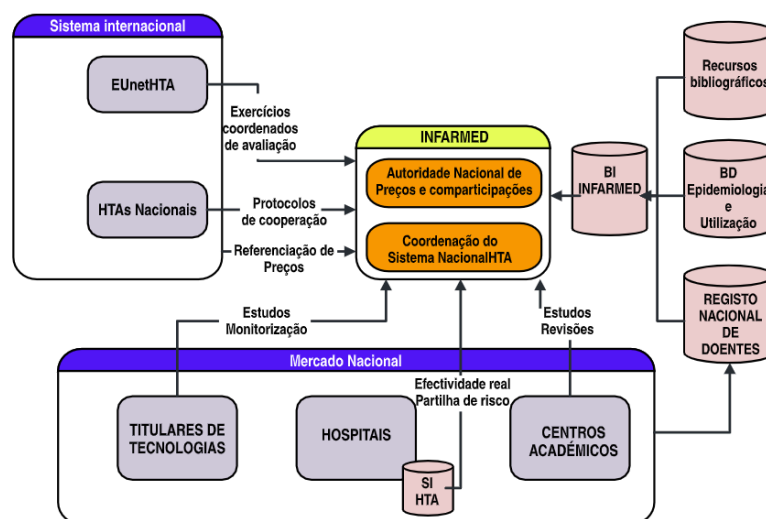 Sistema internacional
EUnetHTA
HTAs Nacionais
Exercícios
coordenados
de avaliação
Protocolos
de cooperação
Referenciação de
Preços
INFARMED
Autoridade Nacional de
Preços e comparticipações
Coordenação do
Sistema NacionalHTA
BI
INFARMED
Recursos
bibliográficos
BD
Epidemiologia
e
Utilização
REGISTO
NACIONAL
DE
DOENTES
Estudos
Monitorização
Estudos
Revisões
Mercado Nacional
Efectividade real
Partilha de risco
TITULARES DE
TECNOLOGIAS
HOSPITAIS
SI
HTA
CENTROS
ACADÉMICOS